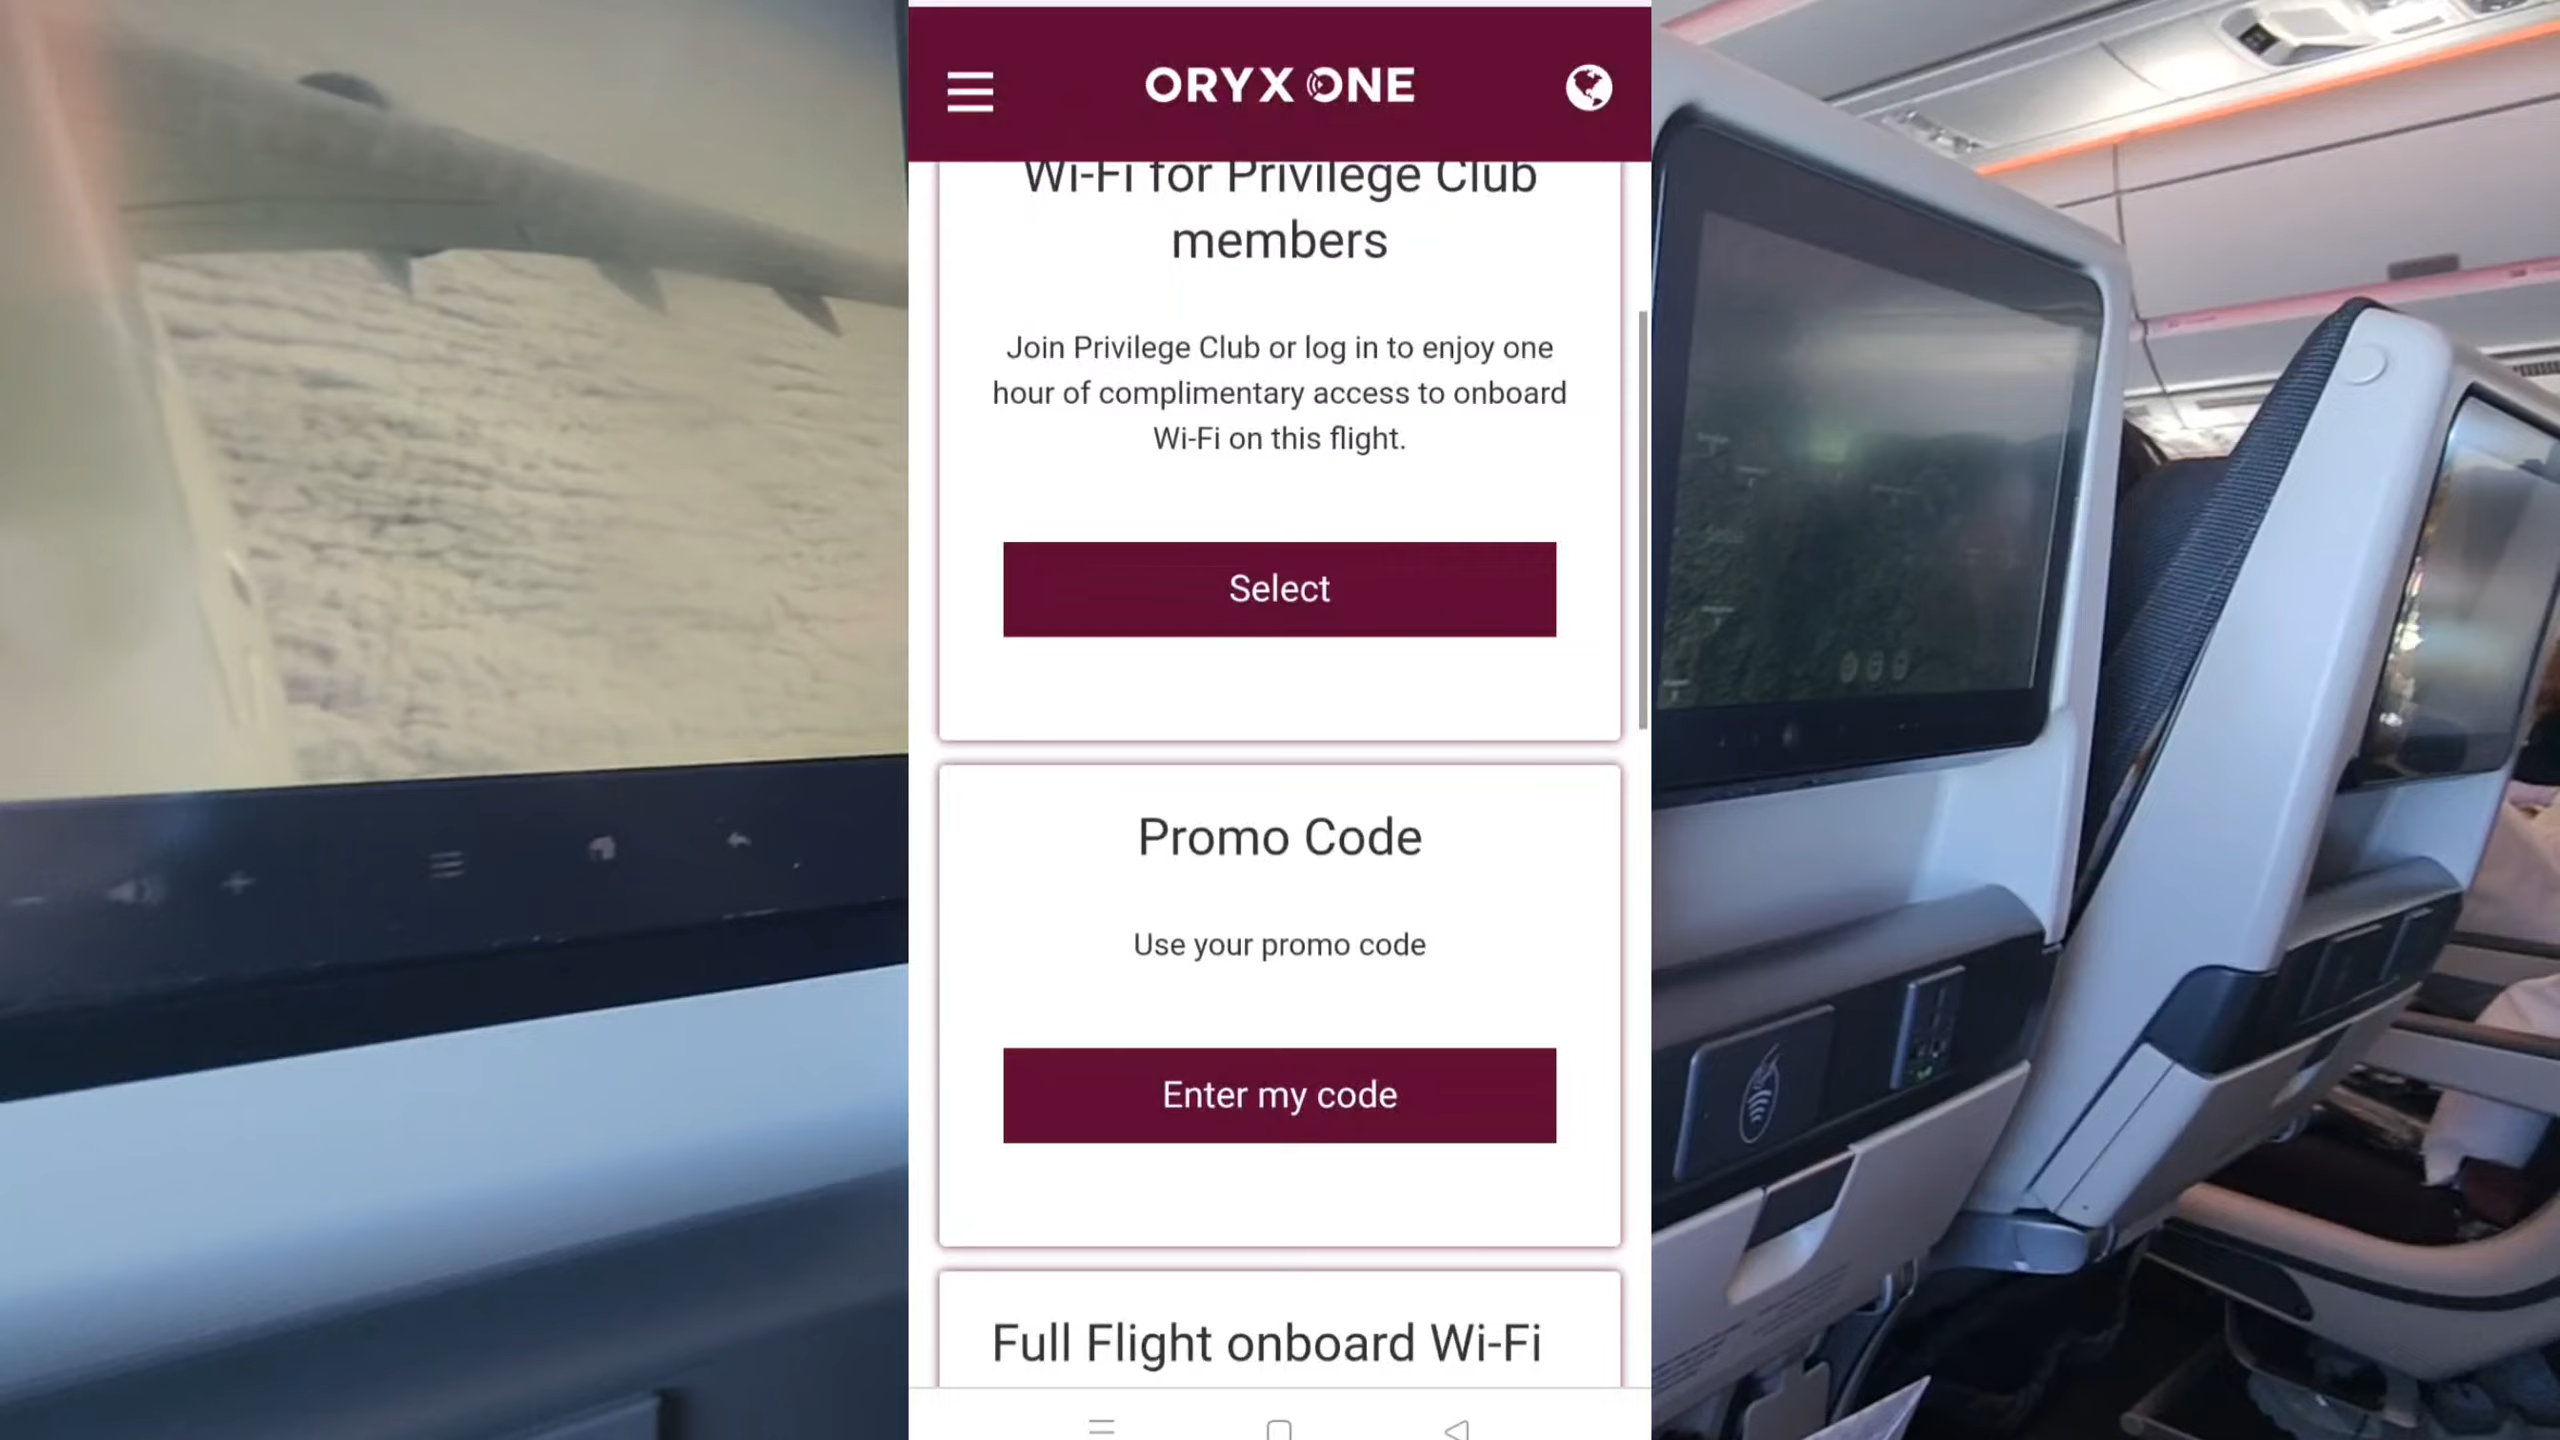 ORYX ONE
Wi-Fi for Privilege Club
members
Join Privilege Club or log in to enjoy one
hour of complimentary access to onboard
Wi-Fi on this flight.
Select
Promo Code
Use your promo code
Enter my code
Full Flight onboard Wi-Fi